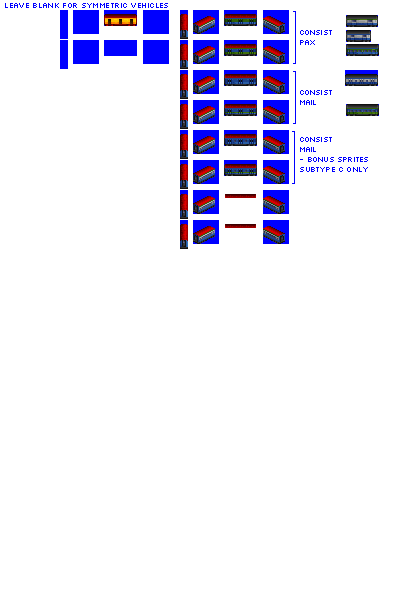 LEAVE BLANK FOR SYMMETRIC VEHICLES
CONSIST
PAX
CONSIST
MAIL
CONSIST
MAIL
- BONUS SPRITES
SUBTYPE C ONLY